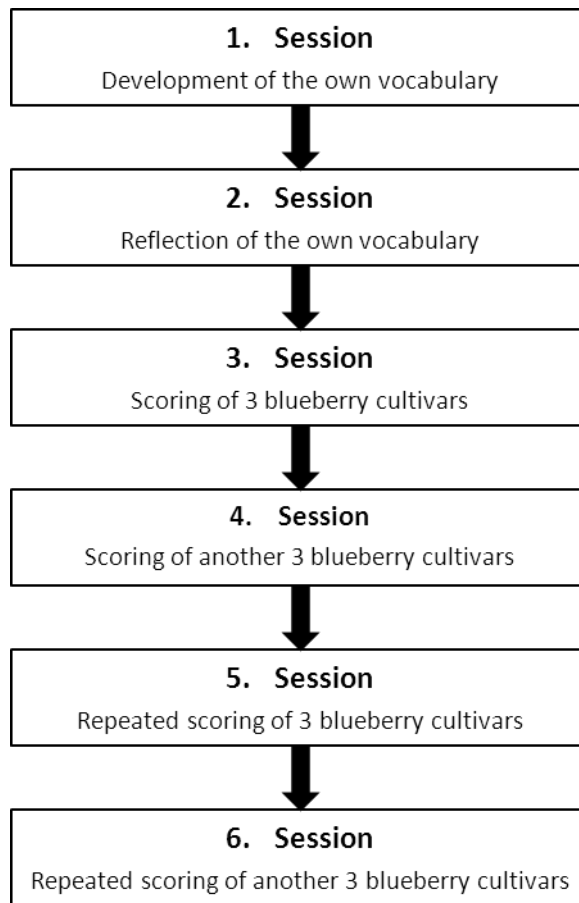 1. Session
Development of the own vocabulary
2. Session
Reflection of the own vocabulary
3. Session
Scoring of 3 blueberry cultivars
4. Session
Scoring of another 3 blueberry cultivars
5. Session
Repeated scoring of 3 blueberry cultivars
6. Session
Repeated scoring of another 3 blueberry cultivars